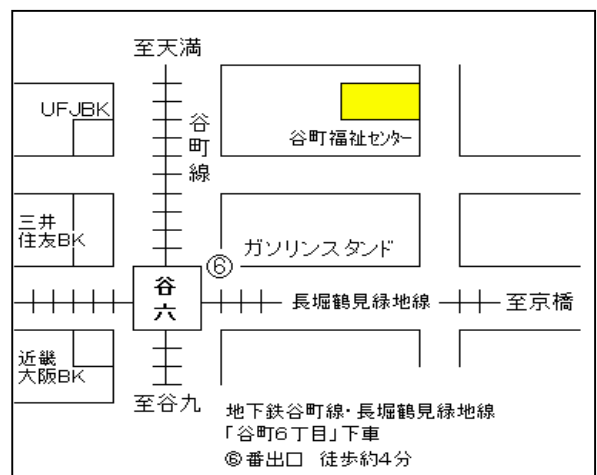 至天満
UFJBK
谷町線
谷町福祉センター
三井
住友BK
ガソリンスタンド
⑥
谷六
長堀鶴見緑地線
至京橋
近畿
大阪BK
至谷九
地下鉄谷町線・長堀鶴見緑地線
「谷町6丁目」下車
⑥番出口 徒歩約4分